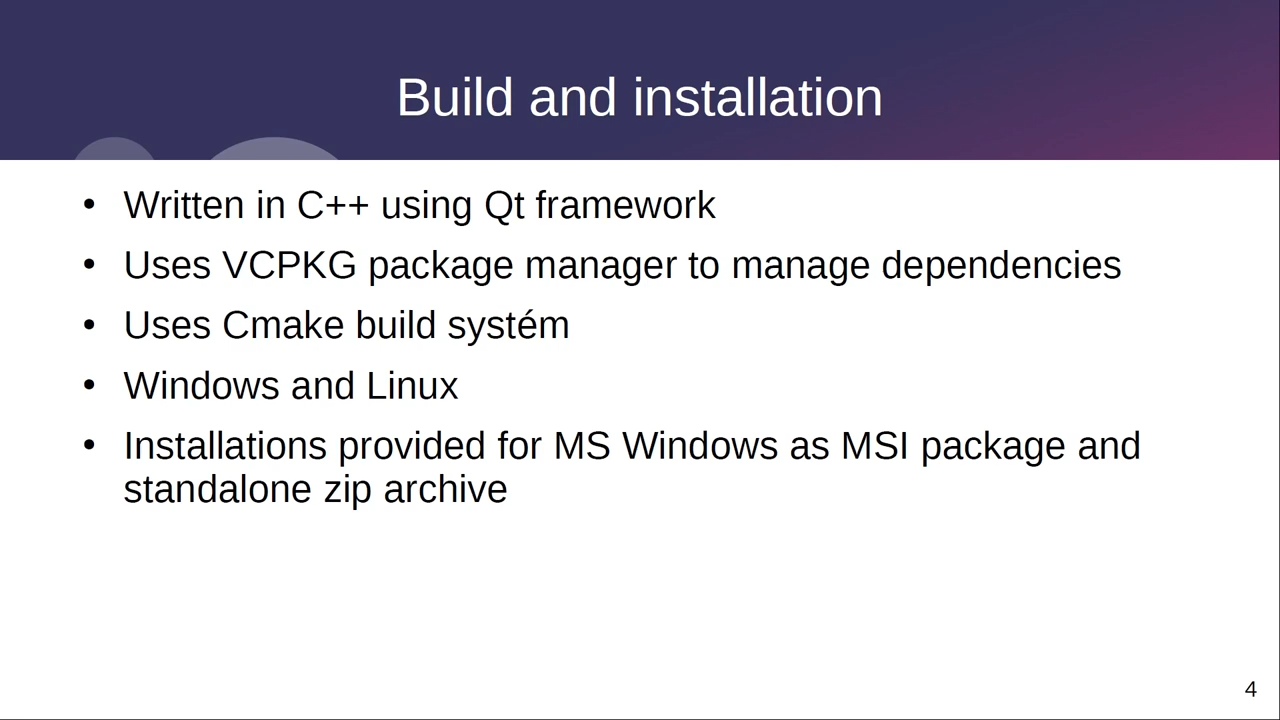 Build and installation
• Written in C++ using Qt framework
• Uses VCPKG package manager to manage dependencies
• Uses Cmake build systém
• Windows and Linux
• Installations provided for MS Windows as MSI package and
standalone zip archive
4